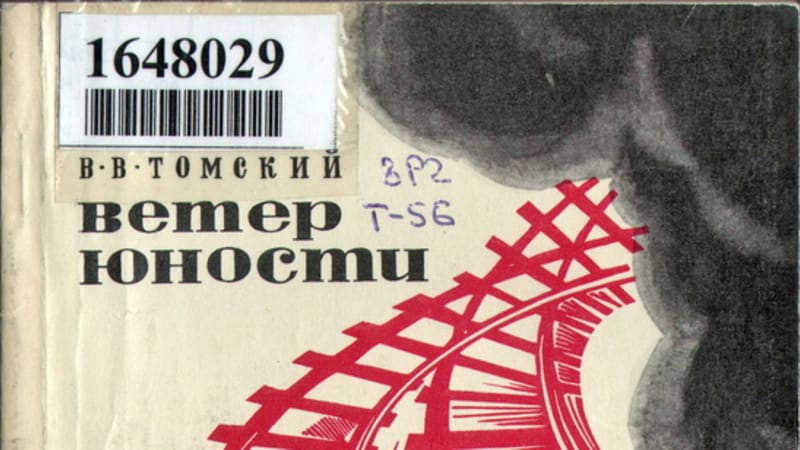 1648029
В·В·ТОМСКИЙ
ЗР2
Т-56
ветер
юности